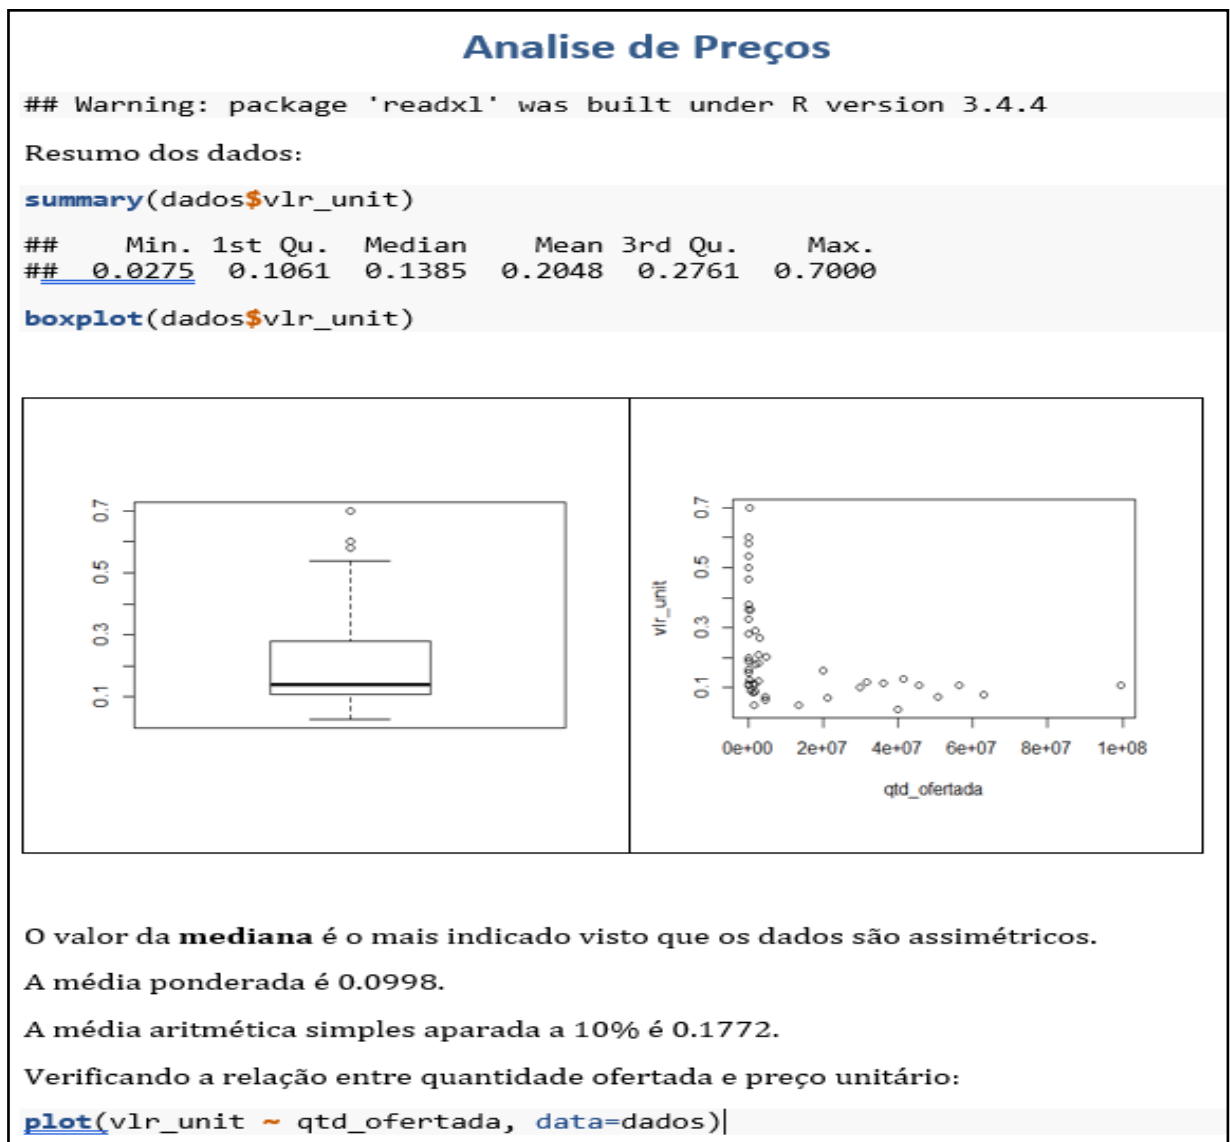 Analise de Preços
## Warning: package 'readxl' was built under R version 3.4.4
Resumo dos dados:
summary(dados$vlr_unit)
##    Min. 1st Qu.  Median    Mean 3rd Qu.    Max.
##  0.0275  0.1061  0.1385  0.2048  0.2761  0.7000
boxplot(dados$vlr_unit)
0.7
0.5
0.3
0.1
vlr_unit
0.7
0.5
0.3
0.1
0e+00 2e+07 4e+07 6e+07 8e+07 1e+08
qtd_ofertada
O valor da mediana é o mais indicado visto que os dados são assimétricos.
A média ponderada é 0.0998.
A média aritmética simples aparada a 10% é 0.1772.
Verificando a relação entre quantidade ofertada e preço unitário:
plot(vlr_unit ~ qtd_ofertada, data=dados)